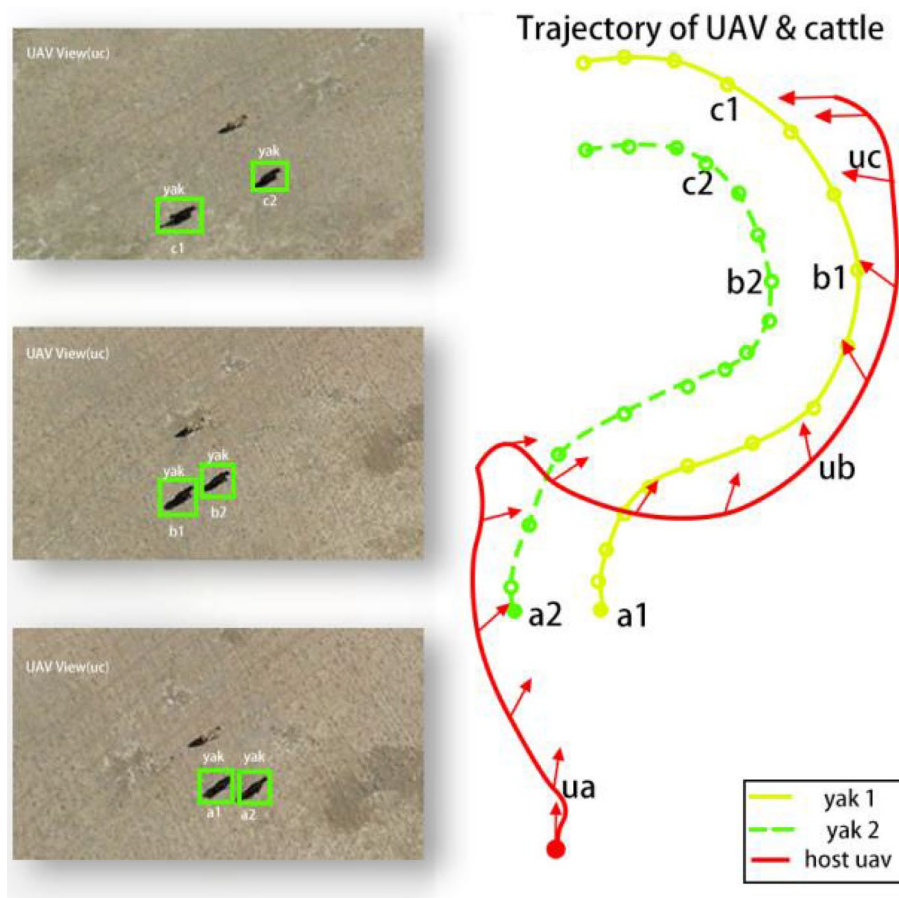 Trajectory of UAV & cattle
UAV View(uc)
yak
yak
c2
c1
UAV View(uc)
yak
yak
b2
b1
UAV View(uc)
yak
yak
a1
a2
c1
uc
c2
b2
b1
ub
a2
a1
ua
yak 1
yak 2
host uav